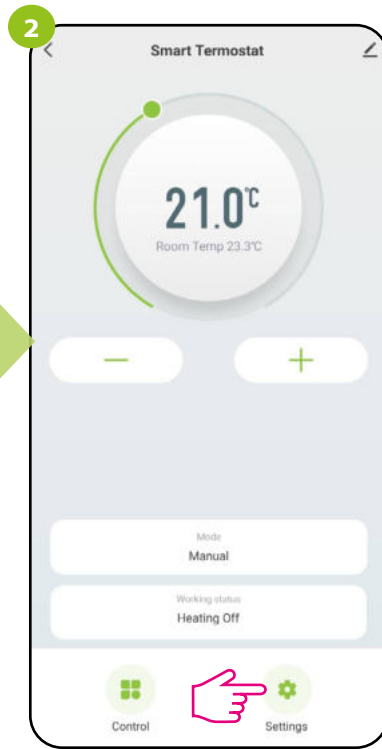 2
Smart Termostat
21.0℃
Room Temp 23.3℃
Mode
Manual
Working status
Heating Off
Control
Settings